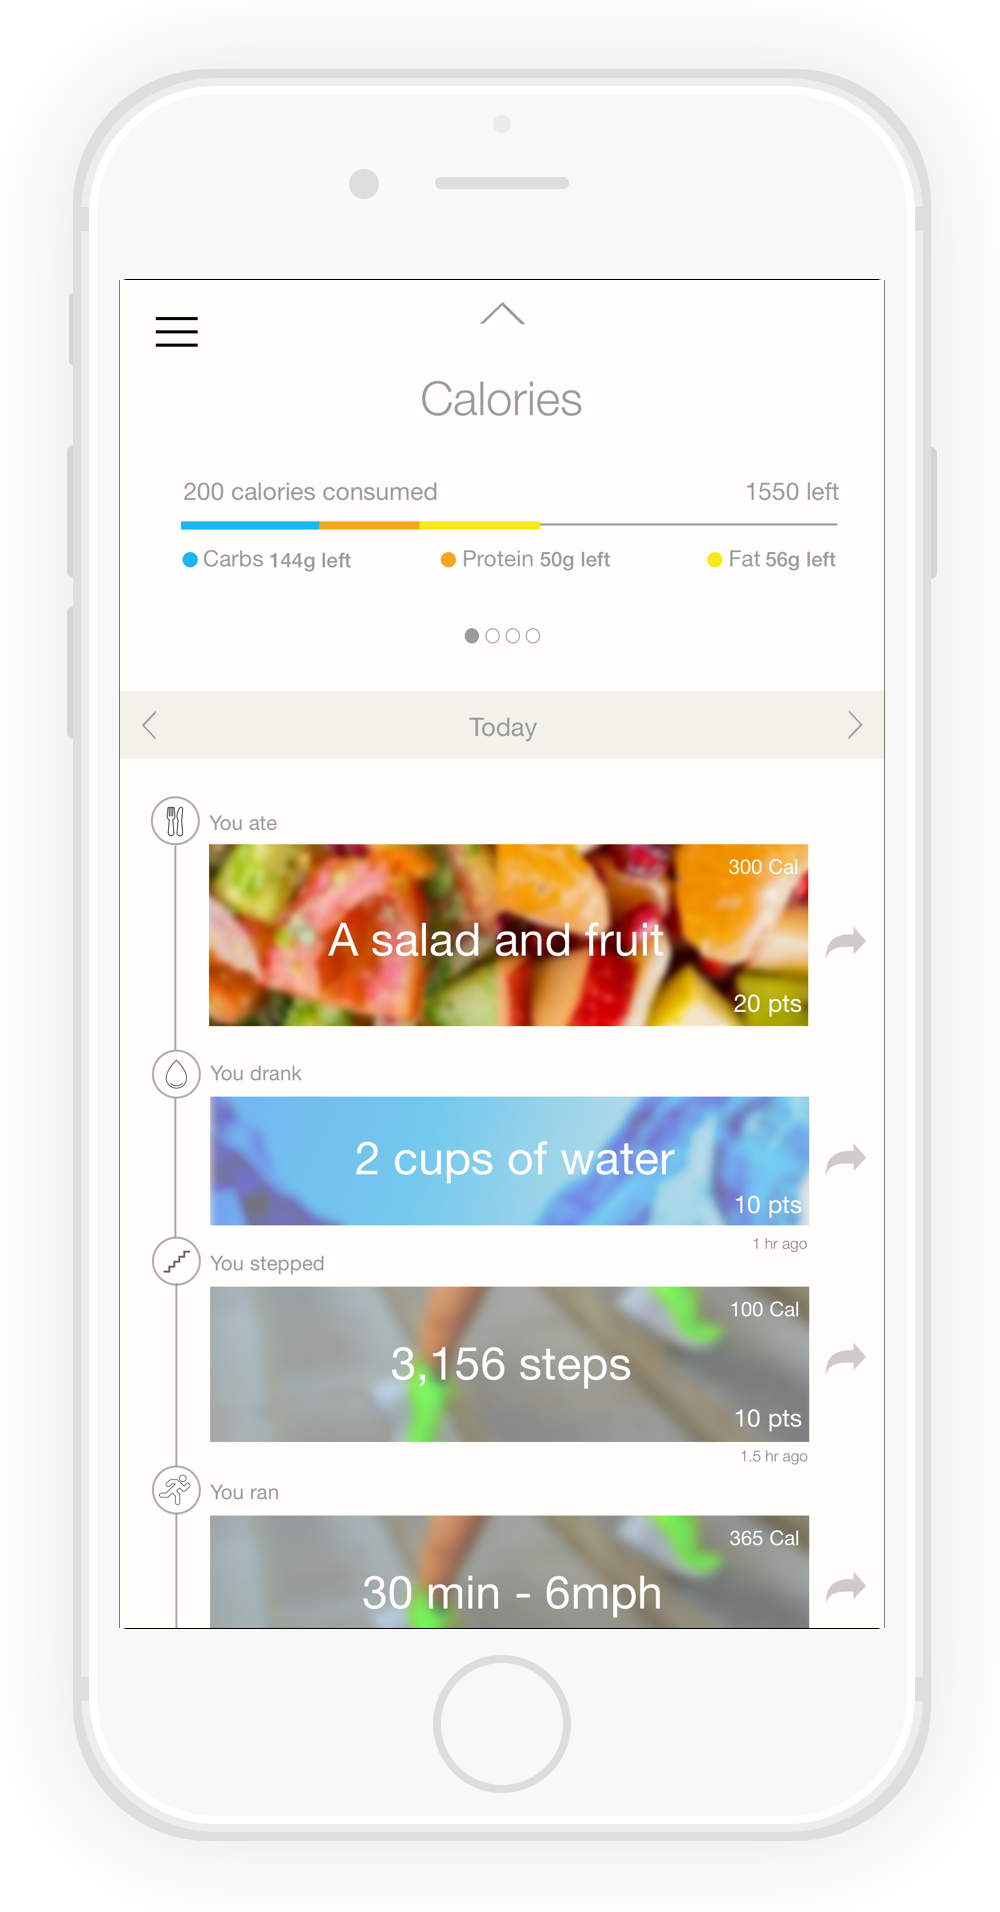 Calories
200 calories consumed 1550 left
Carbs 144g left Protein 50g left Fat 56g left
Today
You ate
300 Cal
A salad and fruit
20 pts
You drank
2 cups of water
10 pts
1 hr ago
You stepped
100 Cal
3,156 steps
10 pts
1.5 hr ago
You ran
365 Cal
30 min - 6mph